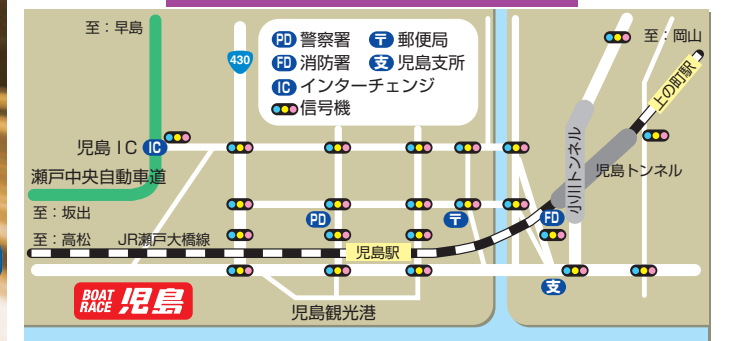 至：早島
430
PD 警察署
〒 郵便局
FD 消防署
支 児島支所
IC インターチェンジ
信号機
至：岡山
上の町駅
児島IC
IC
小川トンネル
児島トンネル
瀬戸中央自動車道
至：坂出
PD
〒
FD
至：高松
JR瀬戸大橋線
児島駅
支
BOAT RACE 児島
児島観光港